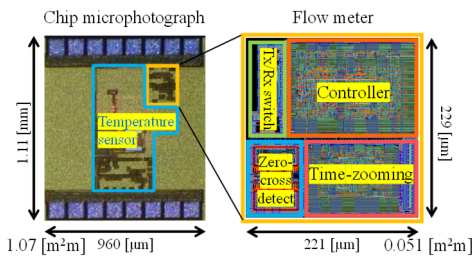 Chip microphotograph
Flow meter
1.11 [mm]
Temperature
sensor
Tx/Rx switch
Controller
Zero-
cross
detect
Time-zooming
229
[μm]
1.07 [m²m]
960 [μm]
221 [μm]
0.051 [m²m]